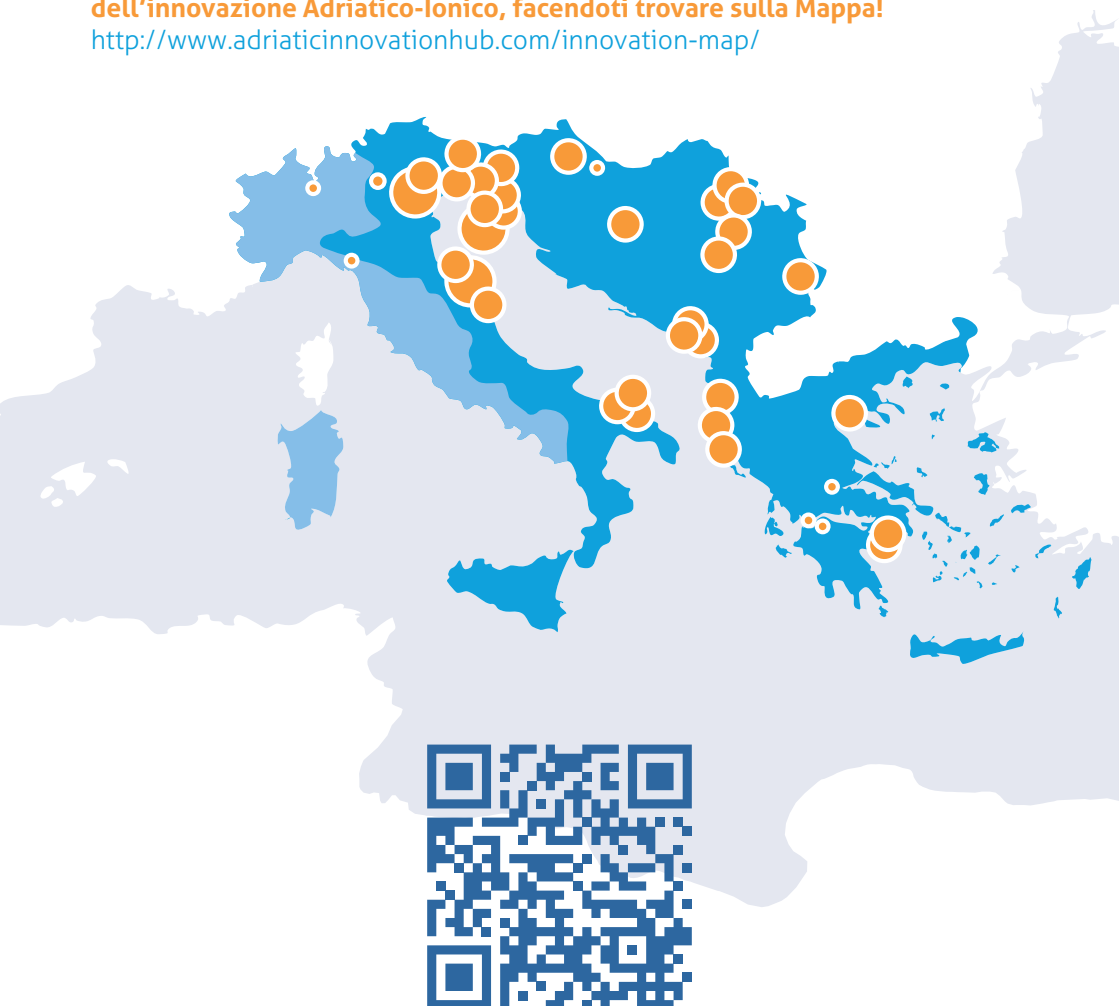 dell’innovazione Adriatico-Ionico, facendoti trovare sulla Mappa!
http://www.adriaticinnovationhub.com/innovation-map/